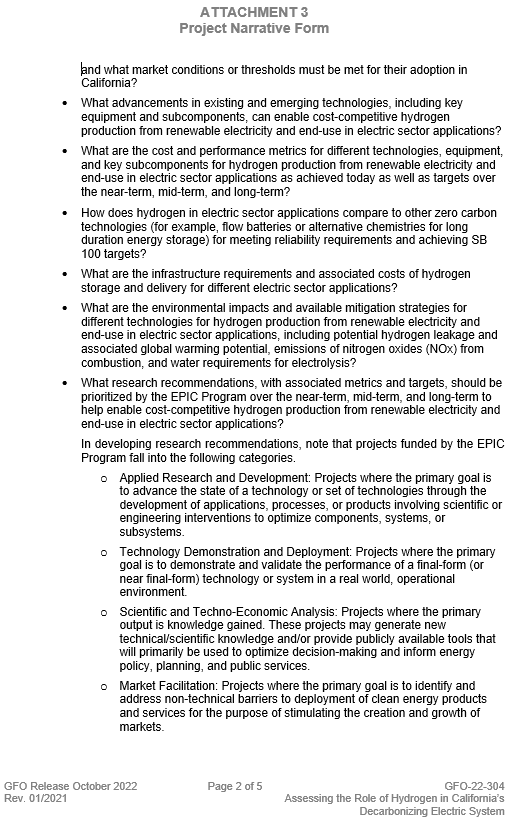 ATTACHMENT 3
Project Narrative Form
and what market conditions or thresholds must be met for their adoption in
California?
• What advancements in existing and emerging technologies, including key
equipment and subcomponents, can enable cost-competitive hydrogen
production from renewable electricity and end-use in electric sector applications?
• What are the cost and performance metrics for different technologies, equipment,
and key subcomponents for hydrogen production from renewable electricity and
end-use in electric sector applications as achieved today as well as targets over
the near-term, mid-term, and long-term?
• How does hydrogen in electric sector applications compare to other zero carbon
technologies (for example, flow batteries or alternative chemistries for long
duration energy storage) for meeting reliability requirements and achieving SB
100 targets?
• What are the infrastructure requirements and associated costs of hydrogen
storage and delivery for different electric sector applications?
• What are the environmental impacts and available mitigation strategies for
different technologies for hydrogen production from renewable electricity and
end-use in electric sector applications, including potential hydrogen leakage and
associated global warming potential, emissions of nitrogen oxides (NOx) from
combustion, and water requirements for electrolysis?
• What research recommendations, with associated metrics and targets, should be
prioritized by the EPIC Program over the near-term, mid-term, and long-term to
help enable cost-competitive hydrogen production from renewable electricity and
end-use in electric sector applications?
In developing research recommendations, note that projects funded by the EPIC
Program fall into the following categories.
o Applied Research and Development: Projects where the primary goal is
to advance the state of a technology or set of technologies through the
development of applications, processes, or products involving scientific or
engineering interventions to optimize components, systems, or
subsystems.
o Technology Demonstration and Deployment: Projects where the primary
goal is to demonstrate and validate the performance of a final-form (or
near final-form) technology or system in a real world, operational
environment.
o Scientific and Techno-Economic Analysis: Projects where the primary
output is knowledge gained. These projects may generate new
technical/scientific knowledge and/or provide publicly available tools that
will primarily be used to optimize decision-making and inform energy
policy, planning, and public services.
o Market Facilitation: Projects where the primary goal is to identify and
address non-technical barriers to deployment of clean energy products
and services for the purpose of stimulating the creation and growth of
markets.
GFO Release October 2022 Page 2 of 5 GFO-22-304
Rev. 01/2021 Assessing the Role of Hydrogen in California's
Decarbonizing Electric System